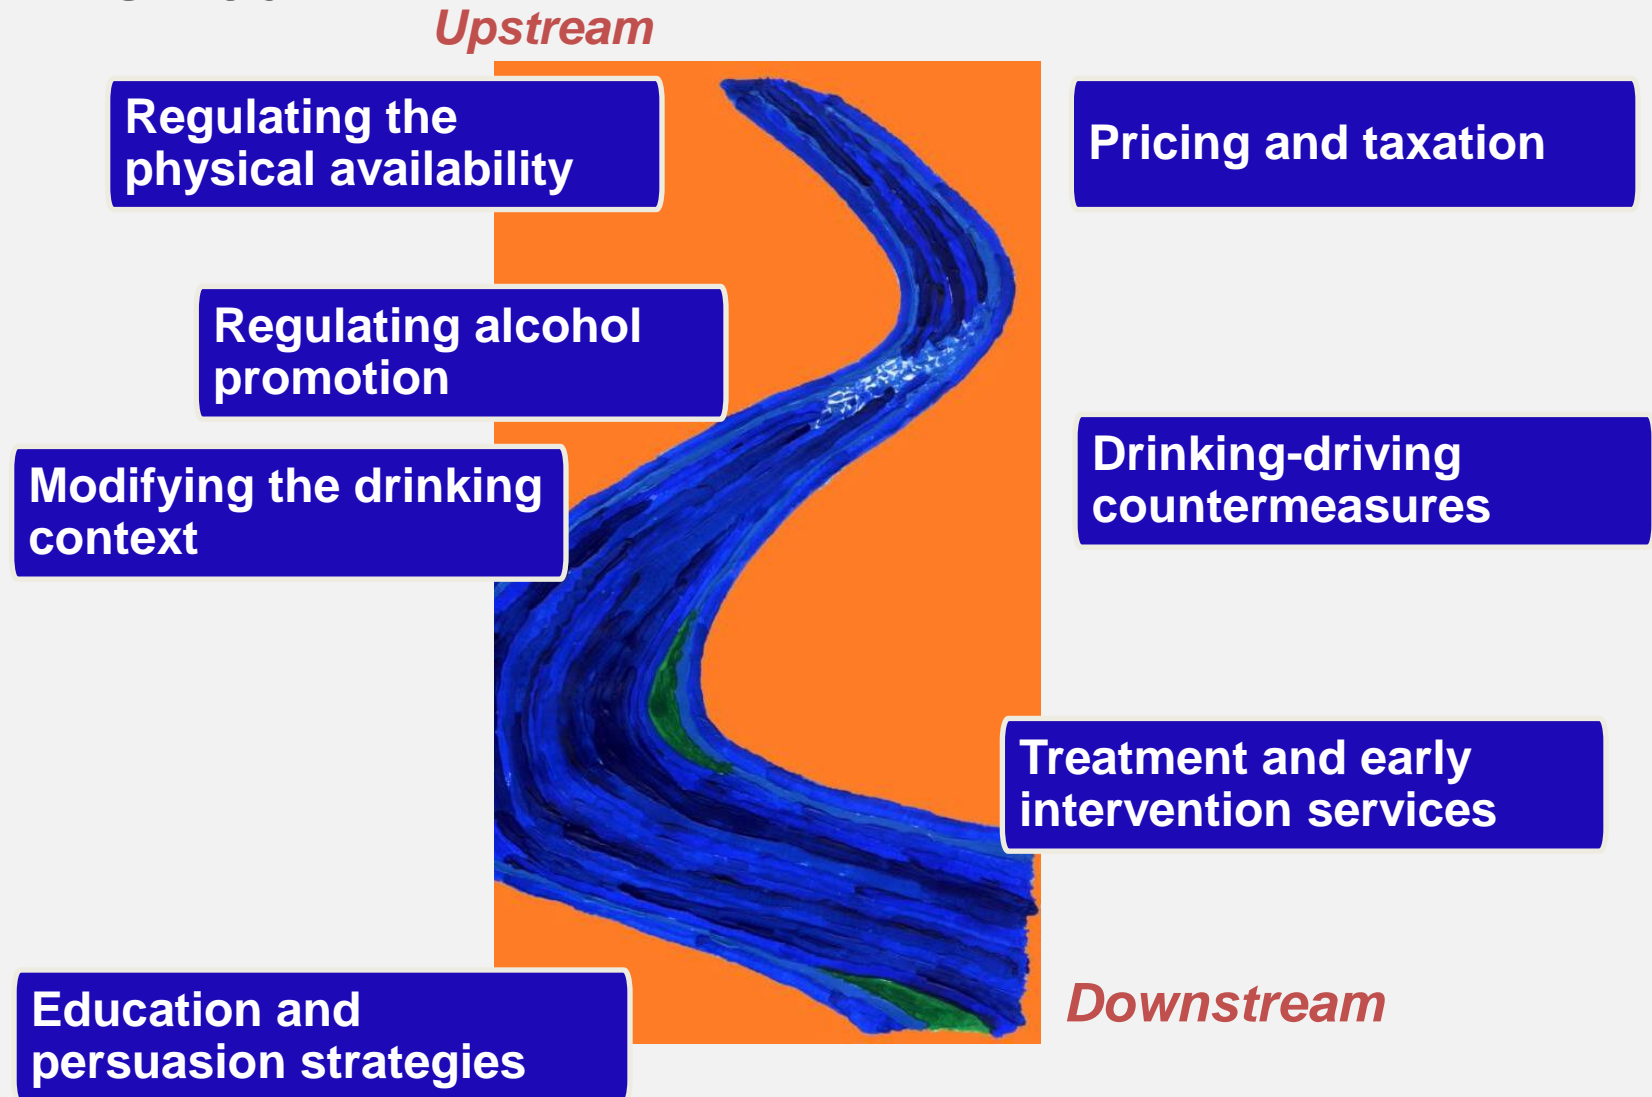 Upstream
Regulating the
physical availability
Pricing and taxation
Regulating alcohol
promotion
Drinking-driving
countermeasures
Modifying the drinking
context
Treatment and early
intervention services
Education and
persuasion strategies
Downstream